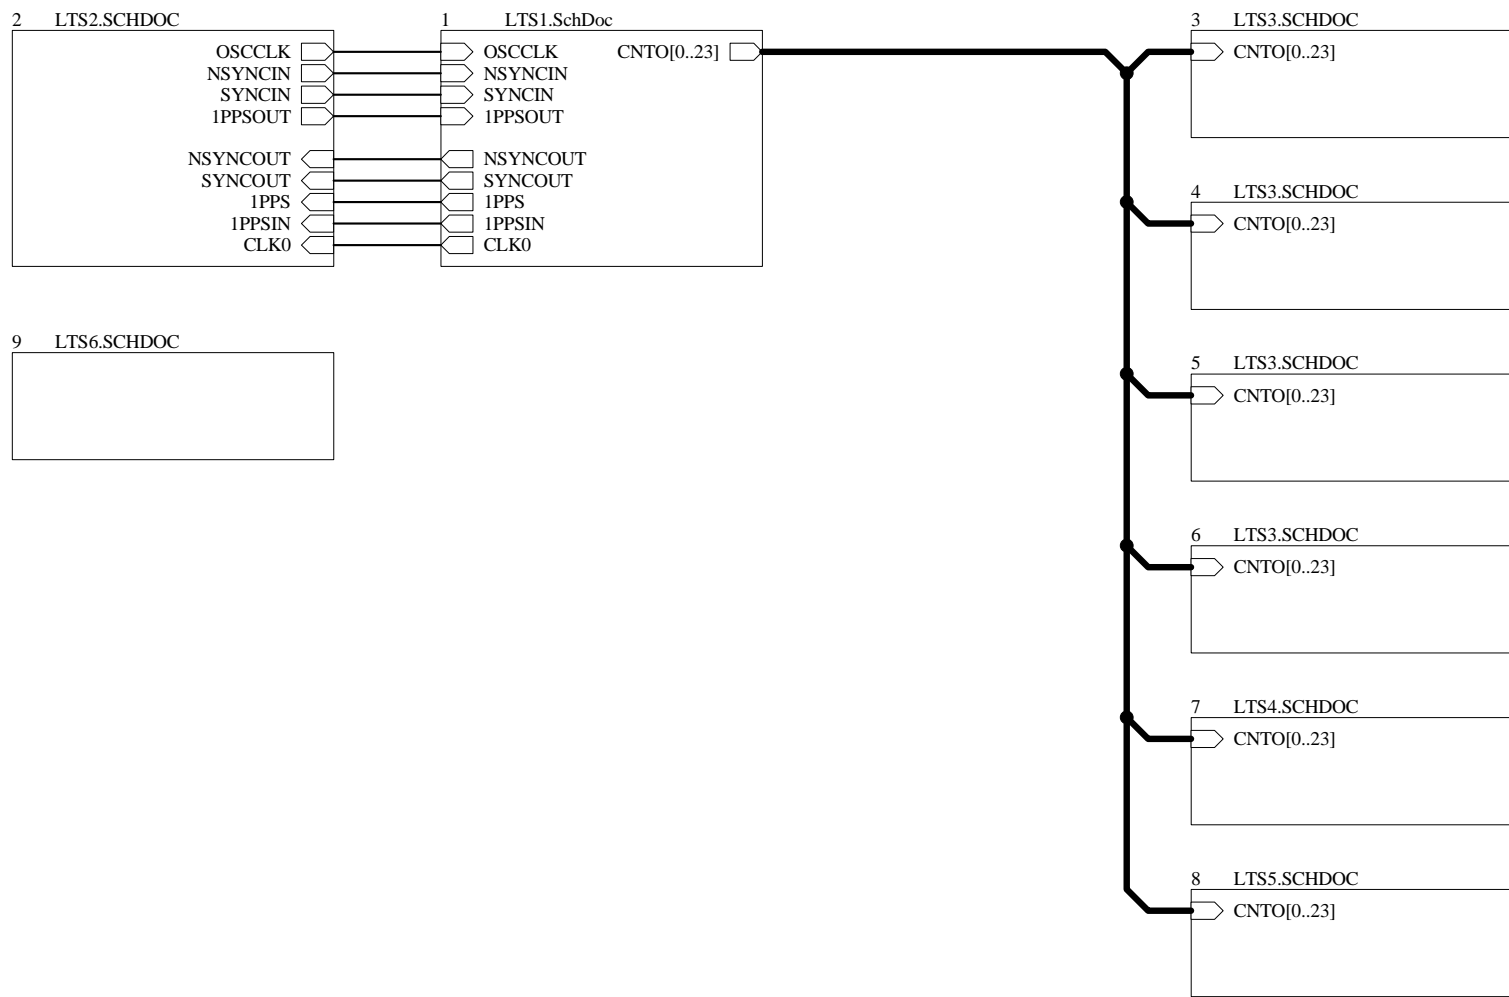 2 LTS2.SCHDOC
OSCCLK
NSYNCIN
SYNCIN
1PPSOUT
NSYNCOUT
SYNCOUT
1PPS
1PPSIN
CLK0
1 LTS1.SchDoc
OSCCLK
NSYNCIN
SYNCIN
1PPSOUT
NSYNCOUT
SYNCOUT
1PPS
1PPSIN
CLK0
CNTO[0..23]
3 LTS3.SCHDOC
CNTO[0..23]
4 LTS3.SCHDOC
CNTO[0..23]
5 LTS3.SCHDOC
CNTO[0..23]
6 LTS3.SCHDOC
CNTO[0..23]
7 LTS4.SCHDOC
CNTO[0..23]
8 LTS5.SCHDOC
CNTO[0..23]
9 LTS6.SCHDOC